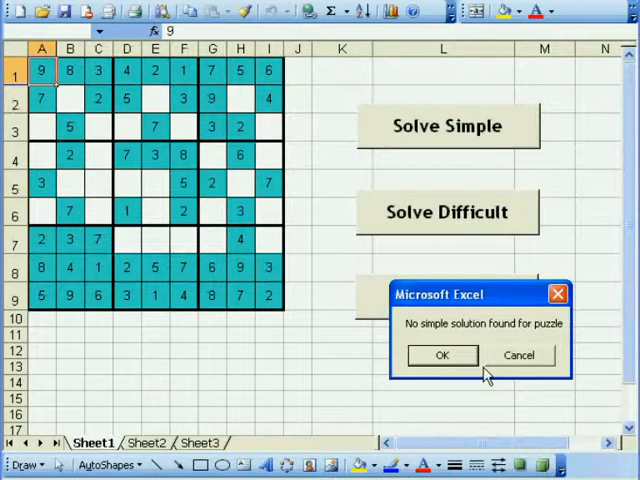 fx 9
A B C D E F G H I J K L M N
1 9 8 3 4 2 1 7 5 6
2 7 2 5 3 9 4
Solve Simple
3 5 7 3 2
4 2 7 3 8 6
5 3 5 2 7
Solve Difficult
6 7 1 2 3
7 2 3 7 4
8 8 4 1 2 5 7 6 9 3
Microsoft Excel
9 5 9 6 3 1 4 8 7 2
10
No simple solution found for puzzle
11
12
OK Cancel
13
14
15
16
17
Sheet1 Sheet2 Sheet3
Draw AutoShapes